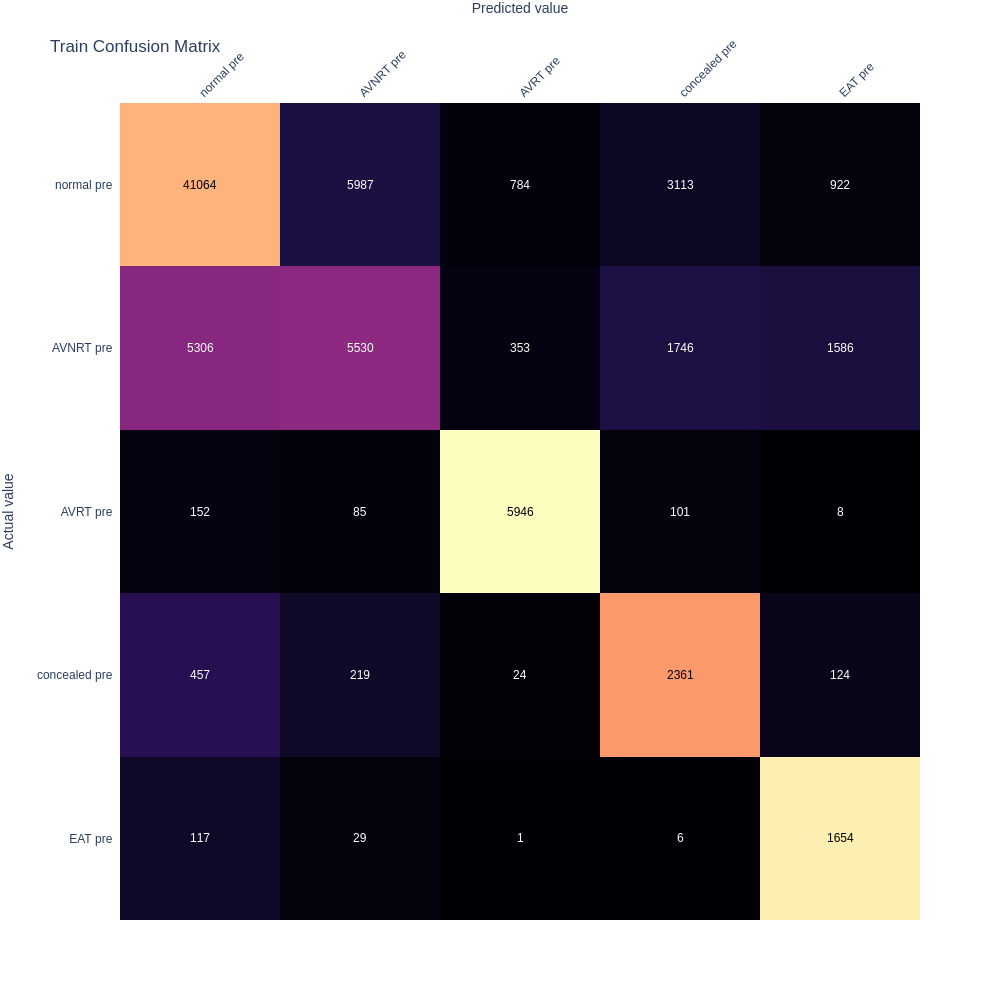 Predicted value
Train Confusion Matrix
normal pre
AVNRT pre
AVRT pre
concealed pre
EAT pre
Actual value
normal pre 41064 5987 784 3113 922
AVNRT pre 5306 5530 353 1746 1586
AVRT pre 152 85 5946 101 8
concealed pre 457 219 24 2361 124
EAT pre 117 29 1 6 1654